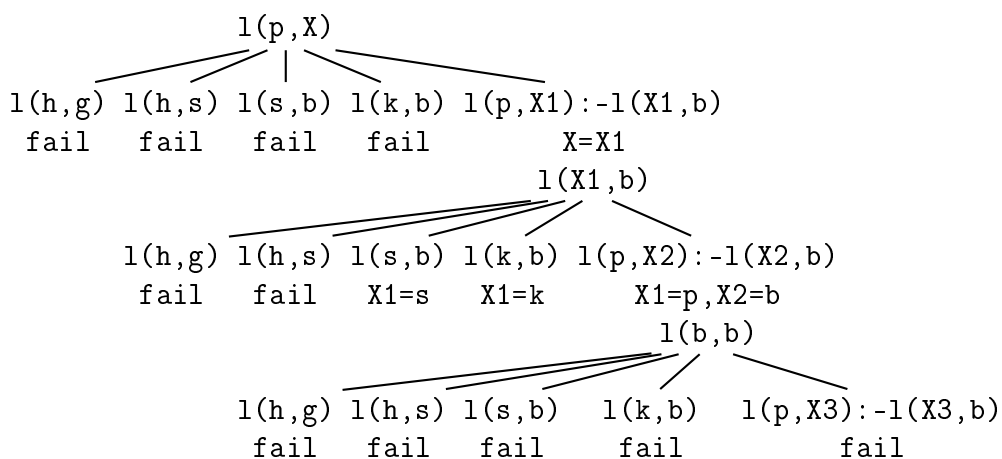 l(p,X)
l(h,g) l(h,s) l(s,b) l(k,b) l(p,X1):-l(X1,b)
fail fail fail fail X=X1
l(X1,b)
l(h,g) l(h,s) l(s,b) l(k,b) l(p,X2):-l(X2,b)
fail fail X1=s X1=k X1=p,X2=b
l(b,b)
l(h,g) l(h,s) l(s,b) l(k,b) l(p,X3):-l(X3,b)
fail fail fail fail fail